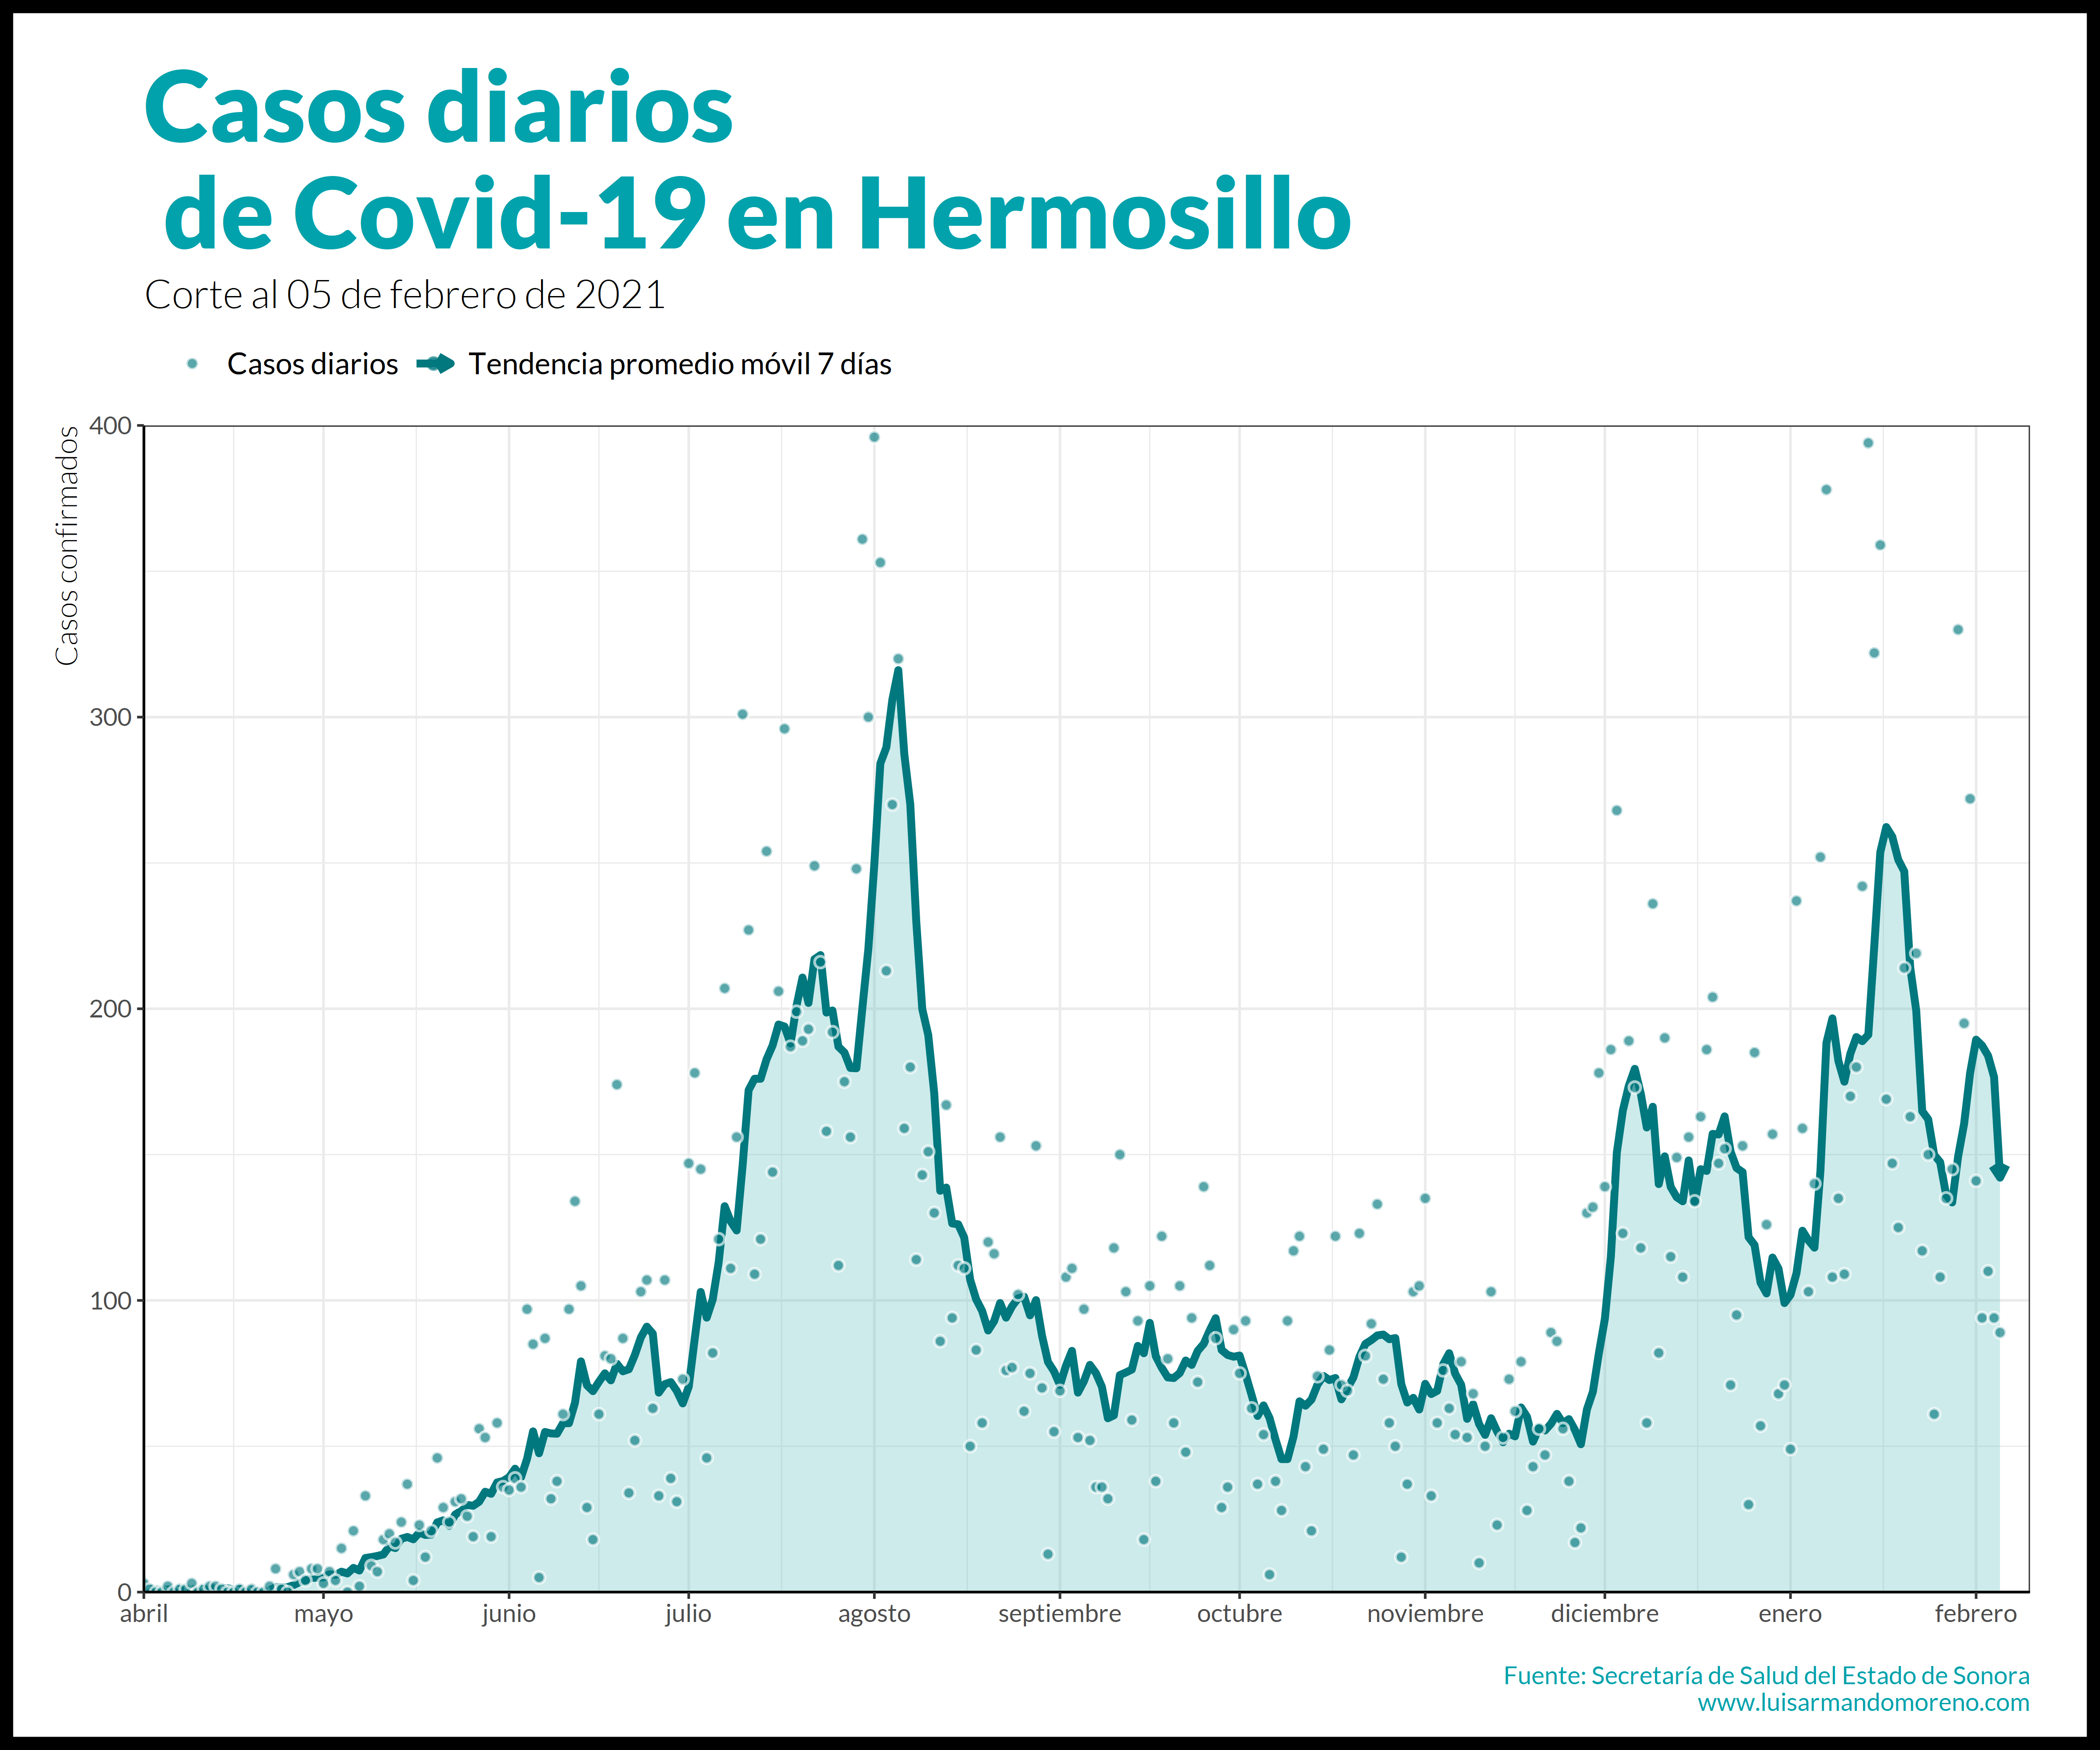 Casos diarios
de Covid-19 en Hermosillo
Corte al 05 de febrero de 2021
Casos diarios Tendencia promedio móvil 7 días
Casos confirmados
400
300
200
100
0
abril mayo junio julio agosto septiembre octubre noviembre diciembre enero febrero
Fuente: Secretaría de Salud del Estado de Sonora
www.luisarmandomoreno.com